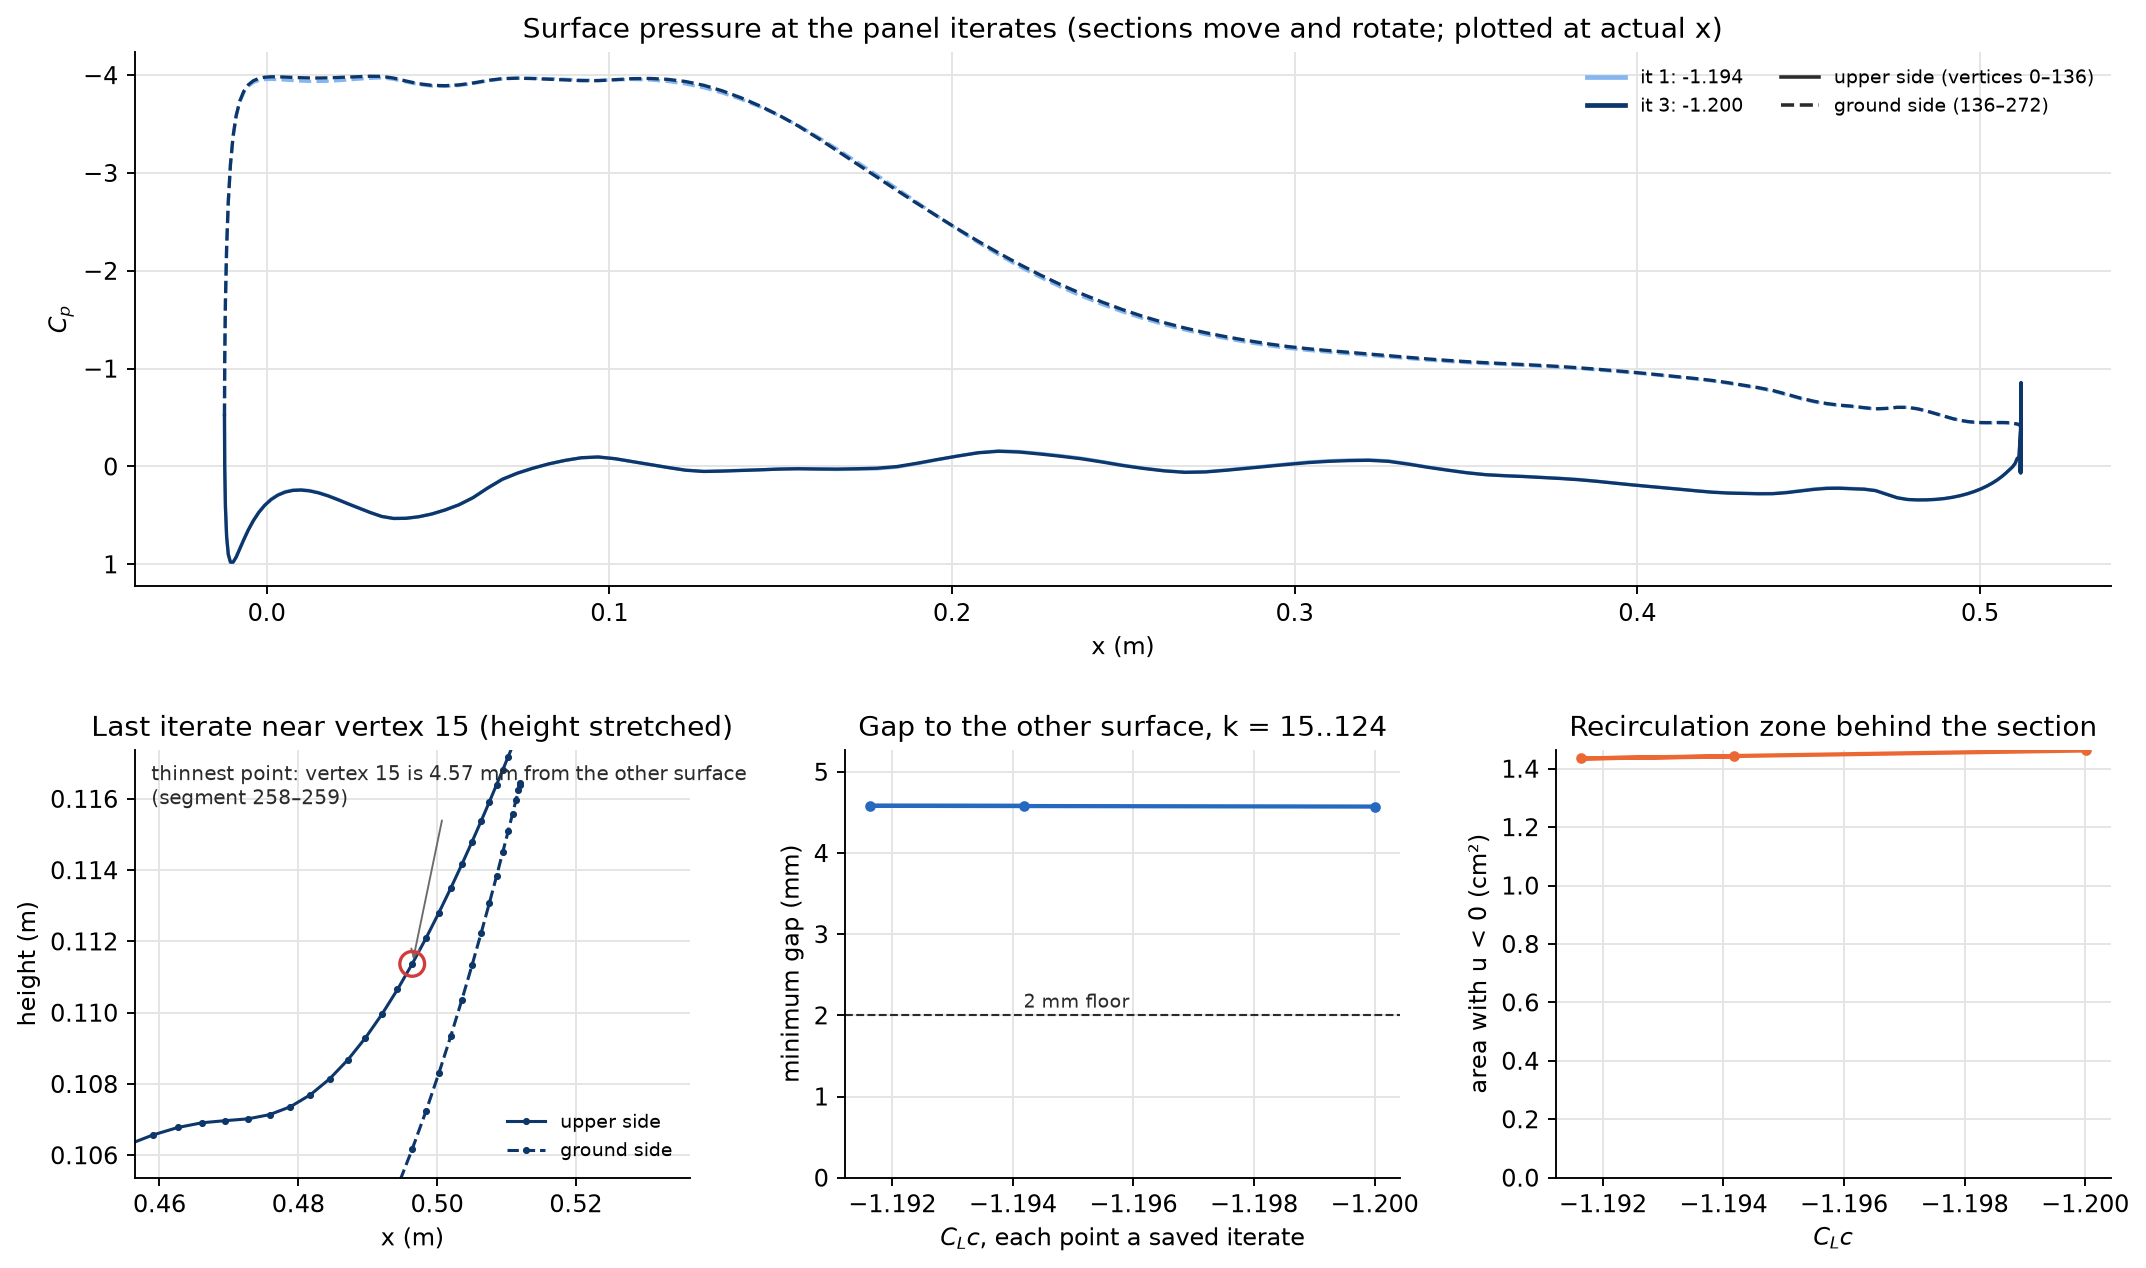 Surface pressure at the panel iterates (sections move and rotate; plotted at actual x)
it 1: -1.194
it 3: -1.200
upper side (vertices 0–136)
ground side (136–272)
−4
−3
−2
−1
0
1
Cp
0.0
0.1
0.2
0.3
0.4
0.5
x (m)
Last iterate near vertex 15 (height stretched)
thinnest point: vertex 15 is 4.57 mm from the other surface
(segment 258–259)
0.116
0.114
0.112
0.110
0.108
0.106
height (m)
upper side
ground side
0.46
0.48
0.50
0.52
x (m)
Gap to the other surface, k = 15..124
5
4
3
2
1
0
minimum gap (mm)
2 mm floor
−1.192
−1.194
−1.196
−1.198
−1.200
CLc, each point a saved iterate
Recirculation zone behind the section
1.4
1.2
1.0
0.8
0.6
0.4
0.2
0.0
area with u < 0 (cm²)
−1.192
−1.194
−1.196
−1.198
−1.200
CLc